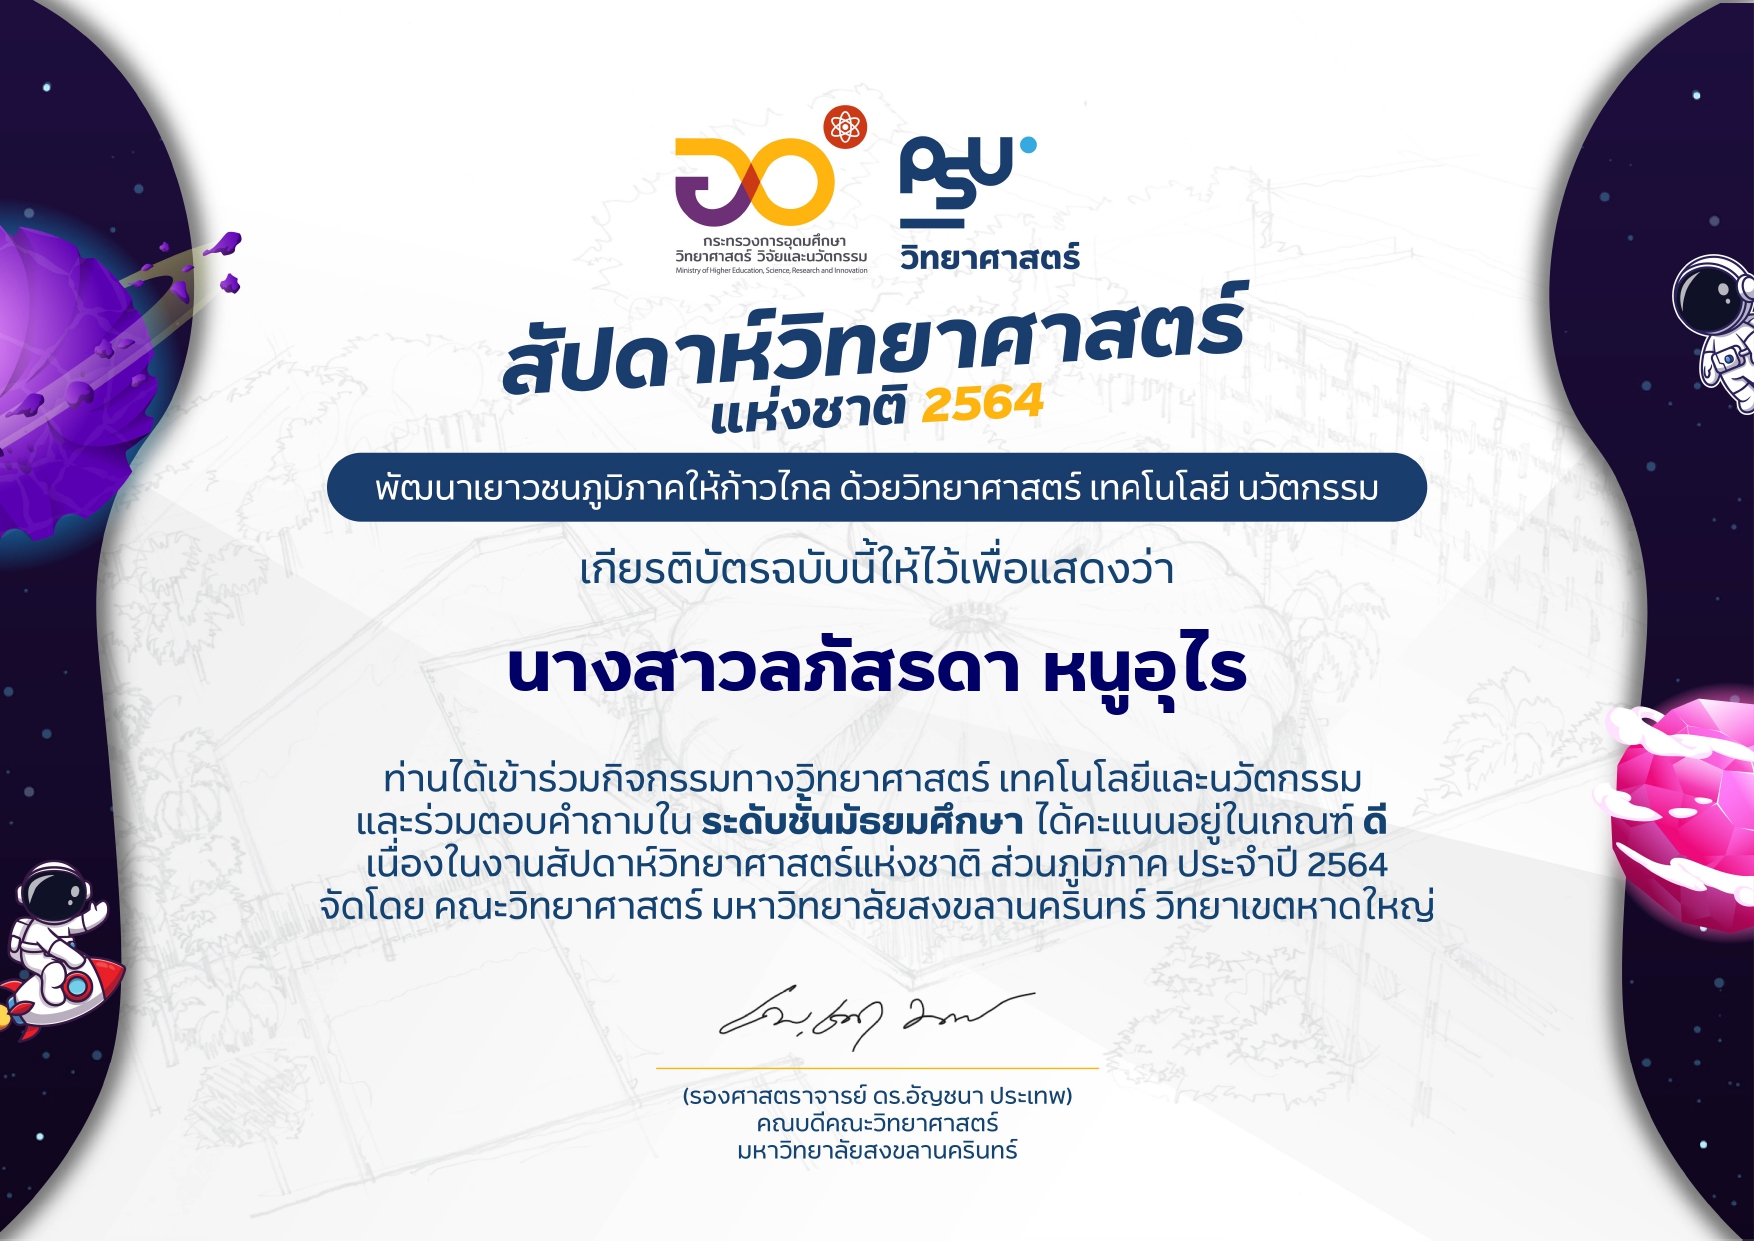 กระทรวงการอุดมศึกษา
วิทยาศาสตร์ วิจัยและนวัตกรรม
Ministry of Higher Education, Science, Research and Innovation
PSU
วิทยาศาสตร์
สัปดาห์วิทยาศาสตร์
แห่งชาติ 2564
พัฒนาเยาวชนภูมิภาคให้ก้าวไกล ด้วยวิทยาศาสตร์ เทคโนโลยี นวัตกรรม
เกียรติบัตรฉบับนี้ให้ไว้เพื่อแสดงว่า
นางสาวลภัสรดา หนูอุไร
ท่านได้เข้าร่วมกิจกรรมทางวิทยาศาสตร์ เทคโนโลยีและนวัตกรรม
และร่วมตอบคำถามใน ระดับชั้นมัธยมศึกษา ได้คะแนนอยู่ในเกณฑ์ ดี
เนื่องในงานสัปดาห์วิทยาศาสตร์แห่งชาติ ส่วนภูมิภาค ประจำปี 2564
จัดโดย คณะวิทยาศาสตร์ มหาวิทยาลัยสงขลานครินทร์ วิทยาเขตหาดใหญ่
(รองศาสตราจารย์ ดร.อัญชนา ประเทพ)
คณบดีคณะวิทยาศาสตร์
มหาวิทยาลัยสงขลานครินทร์